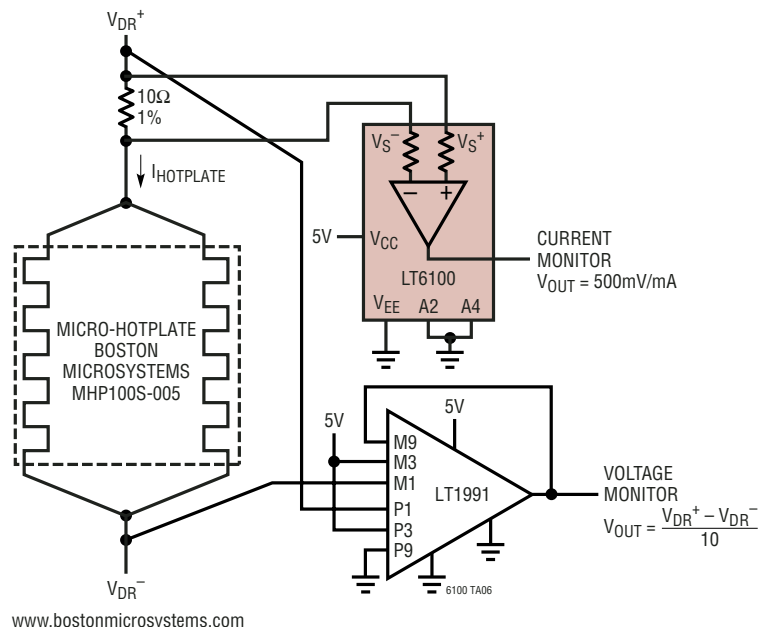 VDR+
10Ω
1%
IHOTPLATE
VS−
VS+
−
+
5V
VCC
LT6100
VEE
A2
A4
CURRENT
MONITOR
VOUT = 500mV/mA
MICRO-HOTPLATE
BOSTON
MICROSYSTEMS
MHP100S-005
5V
5V
M9
M3
M1
P1
P3
P9
LT1991
VOLTAGE
MONITOR
VOUT = VDR+ – VDR−
10
6100 TA06
VDR−
www.bostonmicrosystems.com